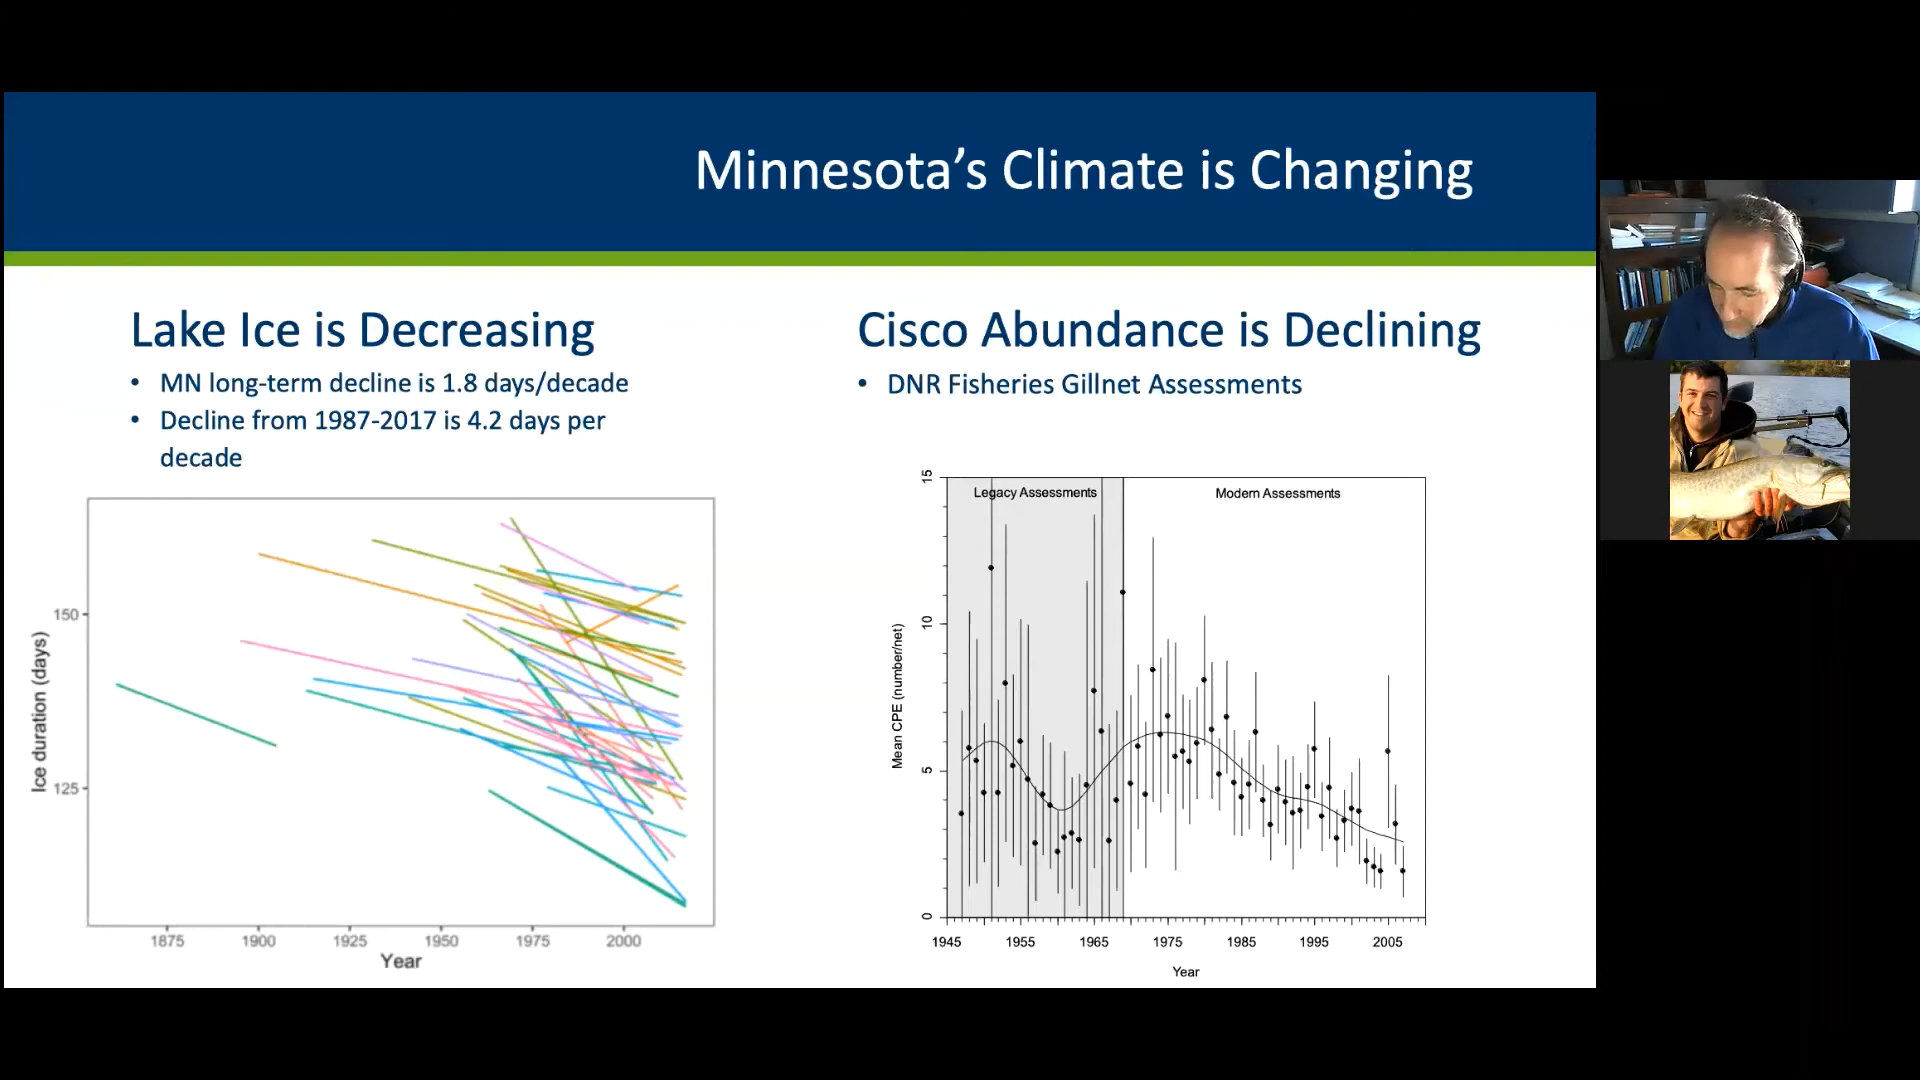 Minnesota's Climate is Changing
Lake Ice is Decreasing
• MN long-term decline is 1.8 days/decade
• Decline from 1987-2017 is 4.2 days per
decade
Ice duration (days)
150
125
1875 1900 1925 1950 1975 2000
Year
Cisco Abundance is Declining
• DNR Fisheries Gillnet Assessments
Legacy Assessments Modern Assessments
Mean CPE (number/net)
15
10
5
0
1945 1955 1965 1975 1985 1995 2005
Year